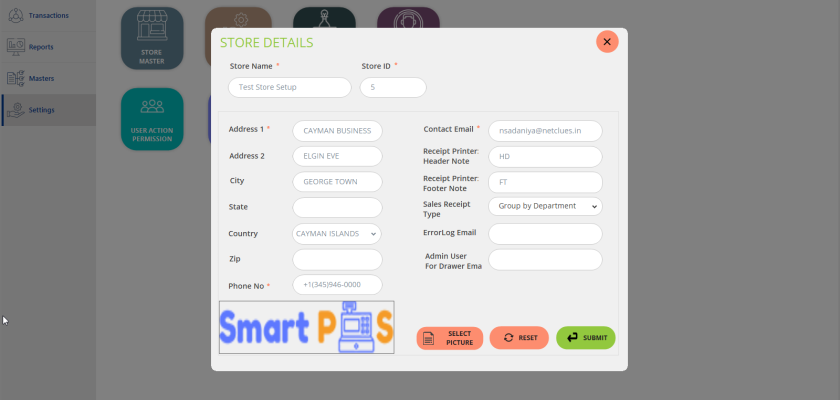 Transactions
Reports
Masters
Settings
STORE
MASTER
USER ACTION
PERMISSION
STORE DETAILS
Store Name * Store ID *
Test Store Setup 5
Address 1 * CAYMAN BUSINESS Contact Email * nsadaniya@netclues.in
Address 2 ELGIN EVE Receipt Printer:
Header Note HD
City GEORGE TOWN Receipt Printer:
Footer Note FT
State Sales Receipt
Type Group by Department
Country CAYMAN ISLANDS ErrorLog Email
Zip Admin User
For Drawer Ema
Phone No * +1(345)946-0000
Smart P S
SELECT
PICTURE
RESET
SUBMIT